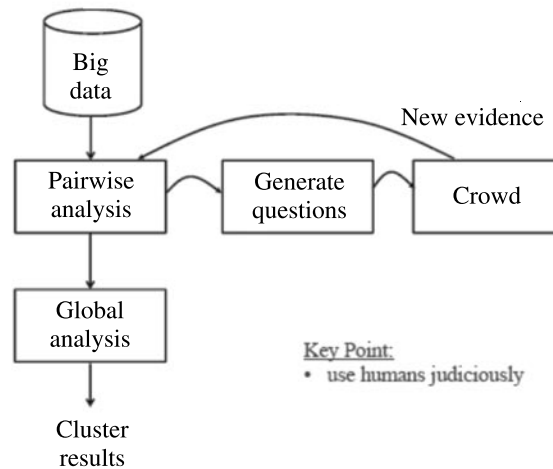 Big
data
New evidence
Pairwise
analysis
Generate
questions
Crowd
Global
analysis
Key Point:
• use humans judiciously
Cluster
results